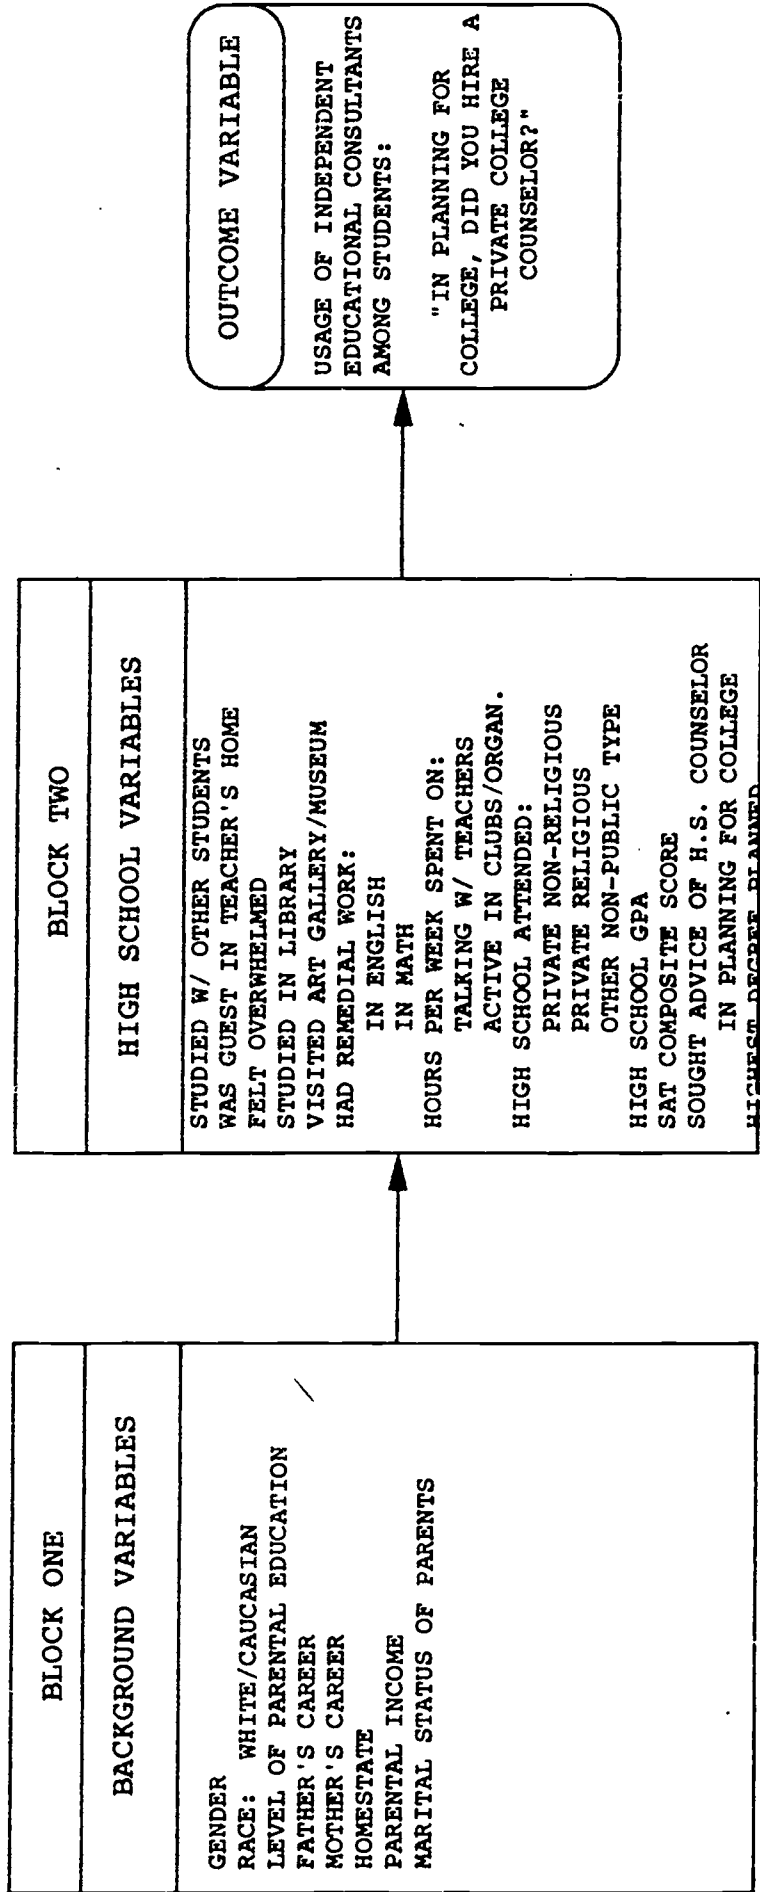 BLOCK ONE
BACKGROUND VARIABLES
GENDER
RACE: WHITE/CAUCASIAN
LEVEL OF PARENTAL EDUCATION
FATHER'S CAREER
MOTHER'S CAREER
HOMESTATE
PARENTAL INCOME
MARITAL STATUS OF PARENTS
BLOCK TWO
HIGH SCHOOL VARIABLES
STUDIED W/ OTHER STUDENTS
WAS GUEST IN TEACHER'S HOME
FELT OVERWHELMED
STUDIED IN LIBRARY
VISITED ART GALLERY/MUSEUM
HAD REMEDIAL WORK:
IN ENGLISH
IN MATH
HOURS PER WEEK SPENT ON:
TALKING W/ TEACHERS
ACTIVE IN CLUBS/ORGAN.
HIGH SCHOOL ATTENDED:
PRIVATE NON-RELIGIOUS
PRIVATE RELIGIOUS
OTHER NON-PUBLIC TYPE
HIGH SCHOOL GPA
SAT COMPOSITE SCORE
SOUGHT ADVICE OF H.S. COUNSELOR
IN PLANNING FOR COLLEGE
HIGHEST DEGREE PLANNED
OUTCOME VARIABLE
USAGE OF INDEPENDENT
EDUCATIONAL CONSULTANTS
AMONG STUDENTS:
"IN PLANNING FOR
COLLEGE, DID YOU HIRE A
PRIVATE COLLEGE
COUNSELOR?"